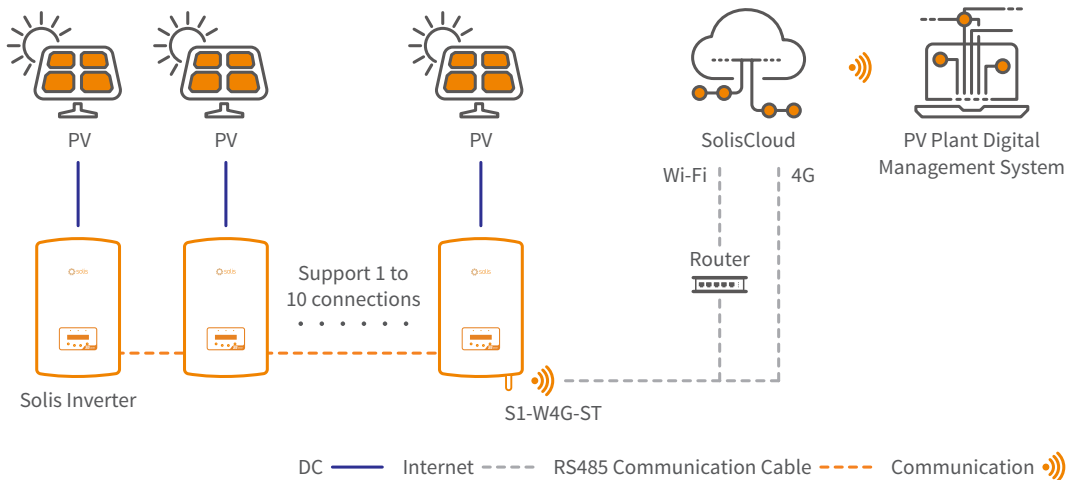 PV
PV
PV
SolisCloud
PV Plant Digital
Management System
Wi-Fi
4G
Router
solis
solis
solis
Support 1 to
10 connections
Solis Inverter
S1-W4G-ST
DC
Internet
RS485 Communication Cable
Communication